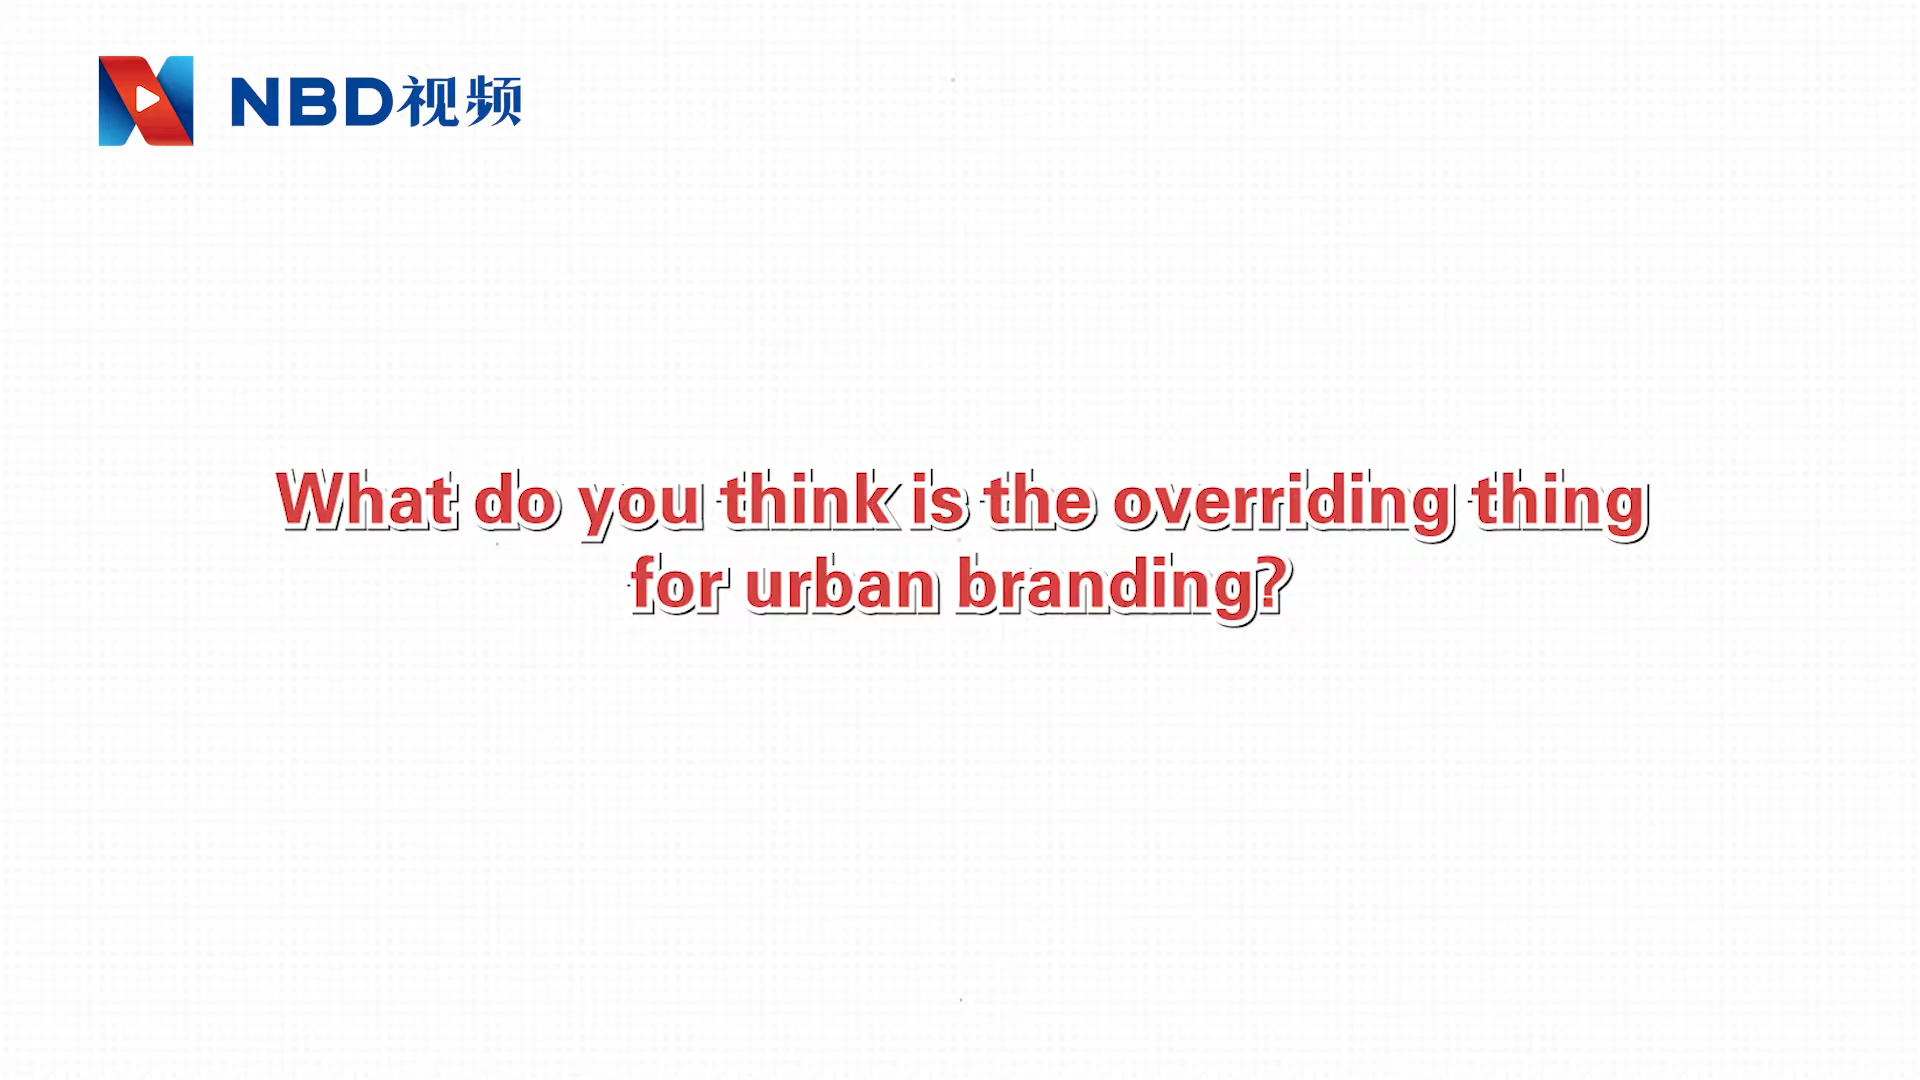 NBD视频
What do you think is the overriding thing
for urban branding?